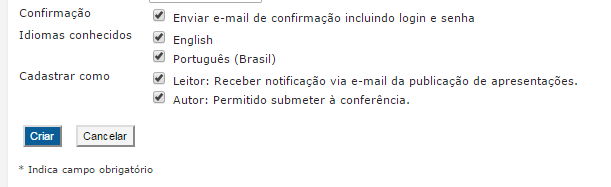 Confirmação Enviar e-mail de confirmação incluindo login e senha
Idiomas conhecidos English
Português (Brasil)
Cadastrar como Leitor: Receber notificação via e-mail da publicação de apresentações.
Autor: Permitido submeter à conferência.
Criar Cancelar
* Indica campo obrigatório